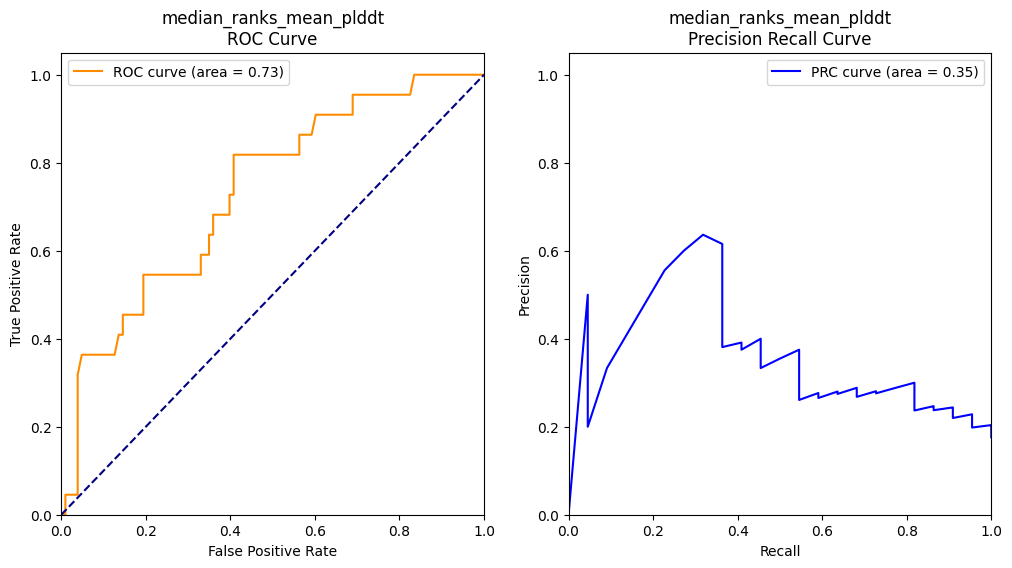 median_ranks_mean_plddt
ROC Curve
ROC curve (area = 0.73)
1.0
0.8
0.6
0.4
0.2
0.0
True Positive Rate
0.0
0.2
0.4
0.6
0.8
1.0
False Positive Rate
median_ranks_mean_plddt
Precision Recall Curve
PRC curve (area = 0.35)
1.0
0.8
0.6
0.4
0.2
0.0
Precision
0.0
0.2
0.4
0.6
0.8
1.0
Recall